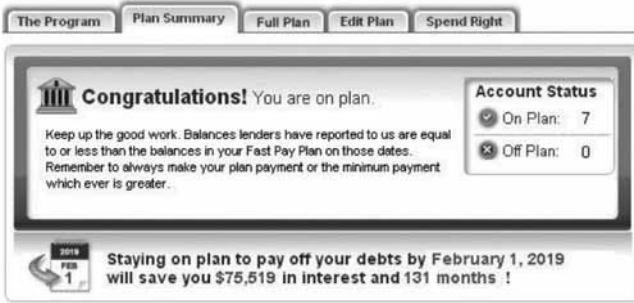 The Program
Plan Summary
Full Plan
Edit Plan
Spend Right
Congratulations! You are on plan.
Keep up the good work. Balances lenders have reported to us are equal
to or less than the balances in your Fast Pay Plan on those dates.
Remember to always make your plan payment or the minimum payment
which ever is greater.
Account Status
On Plan: 7
Off Plan: 0
2019
FEB
1
Staying on plan to pay off your debts by February 1, 2019
will save you $75,519 in interest and 131 months !